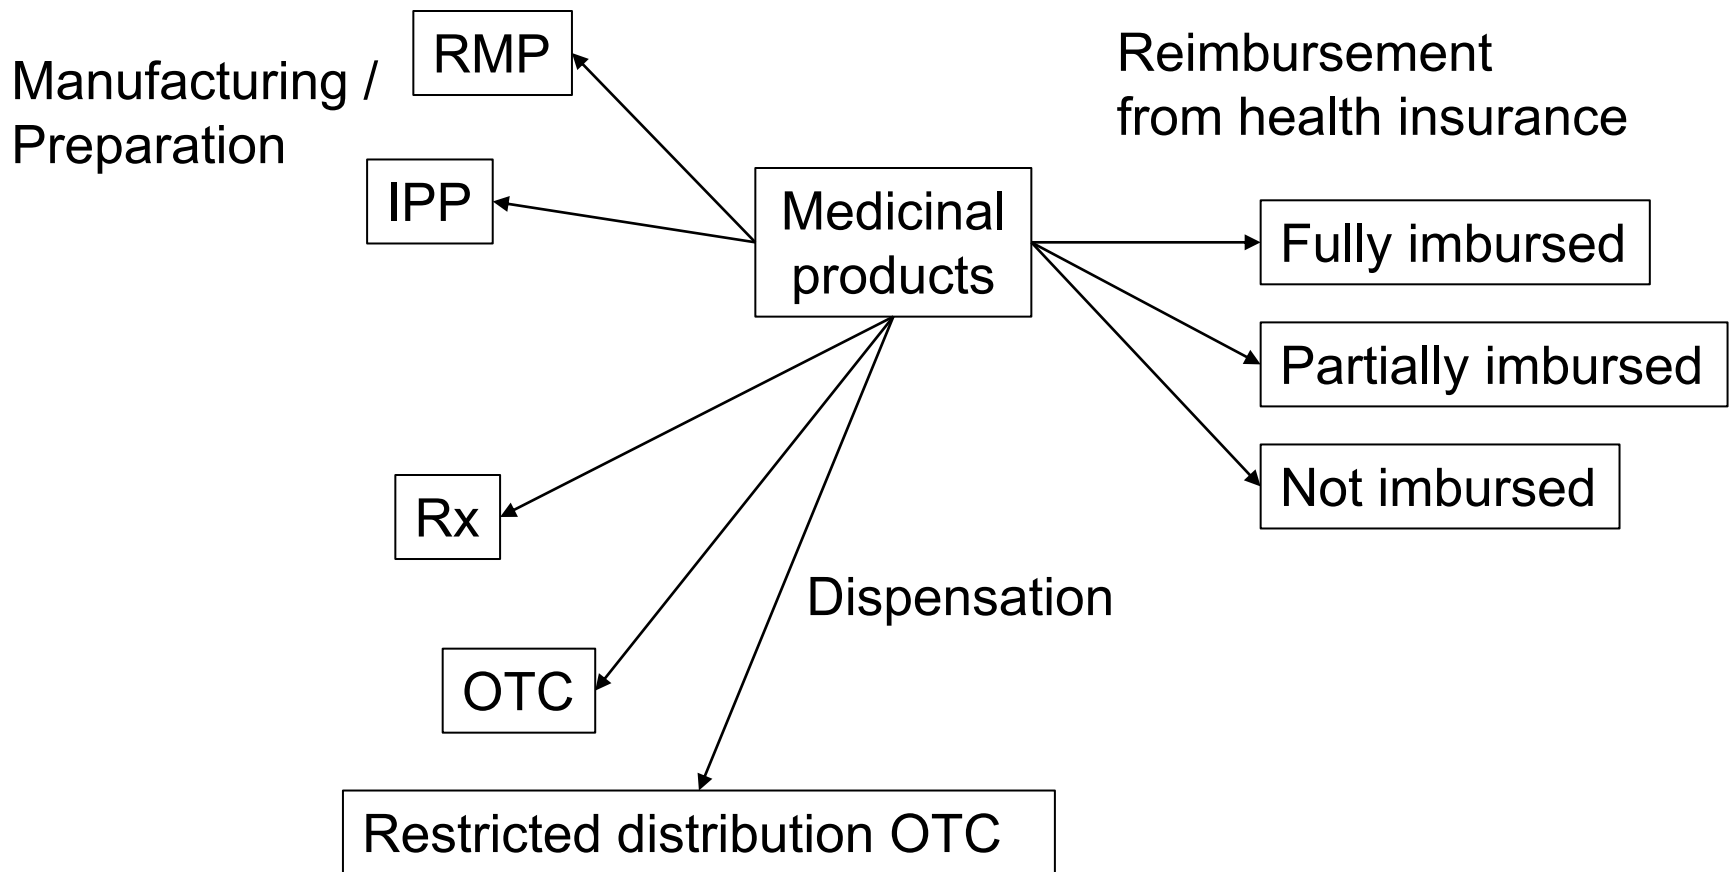 Manufacturing /
Preparation
RMP
IPP
Medicinal
products
Reimbursement
from health insurance
Fully imbursed
Partially imbursed
Not imbursed
Rx
OTC
Dispensation
Restricted distribution OTC